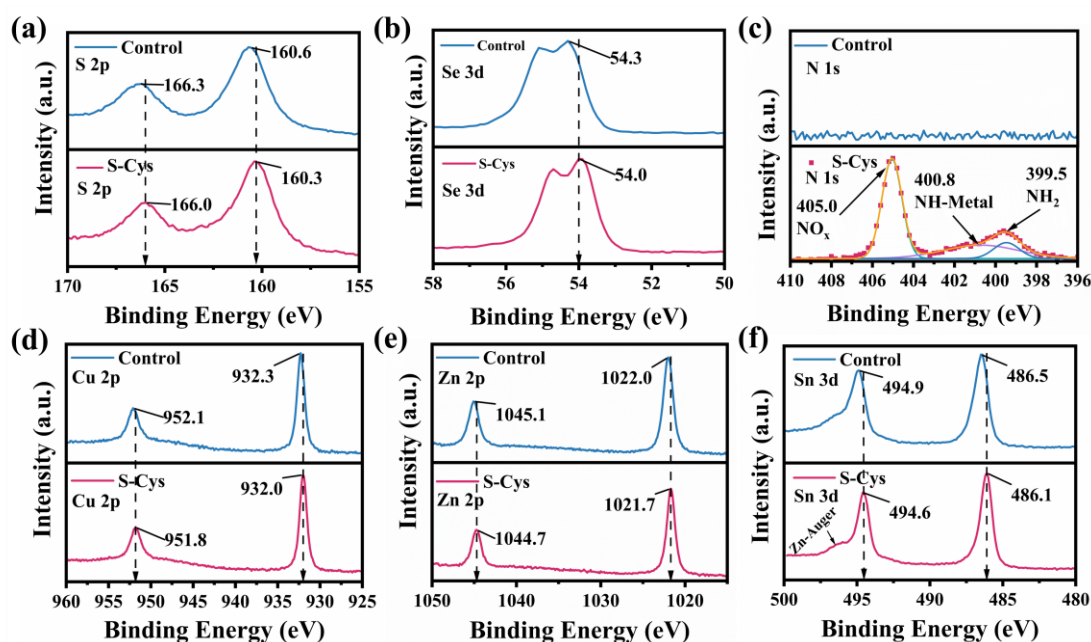 (a)
Control
S 2p
166.3
160.6
S-Cys
S 2p
166.0
160.3
170 165 160 155
Binding Energy (eV)
Intensity (a.u.)
(b)
Control
Se 3d
54.3
S-Cys
Se 3d
54.0
58 56 54 52 50
Binding Energy (eV)
Intensity (a.u.)
(c)
Control
N 1s
S-Cys
N 1s
405.0
NOx
400.8
NH-Metal
399.5
NH2
410 408 406 404 402 400 398 396
Binding Energy (eV)
Intensity (a.u.)
(d)
Control
Cu 2p
952.1
932.3
S-Cys
Cu 2p
951.8
932.0
960 955 950 945 940 935 930 925
Binding Energy (eV)
Intensity (a.u.)
(e)
Control
Zn 2p
1045.1
1022.0
S-Cys
Zn 2p
1044.7
1021.7
1050 1040 1030 1020
Binding Energy (eV)
Intensity (a.u.)
(f)
Control
Sn 3d
494.9
486.5
S-Cys
Sn 3d
Zn-Auger
494.6
486.1
500 495 490 485 480
Binding Energy (eV)
Intensity (a.u.)